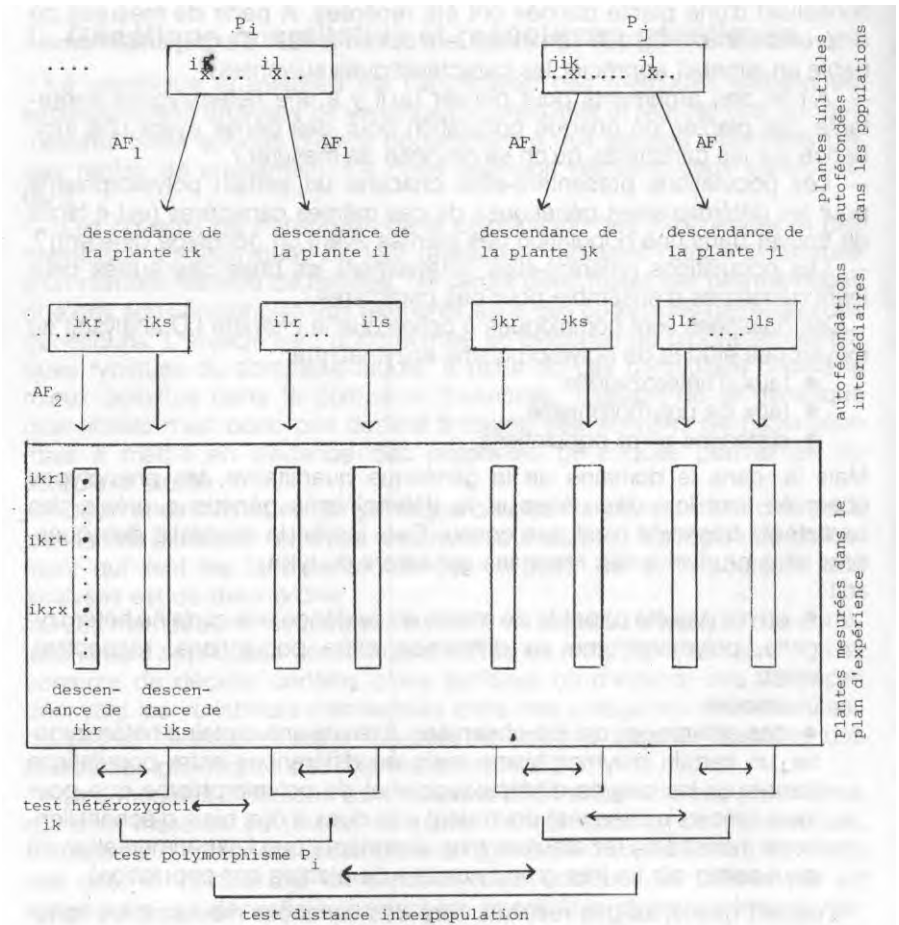 Pi
Pj
....
ik
il
x...x...
jik
jl
x...x...
plantes initiales
autofécondées
dans les populations
AF1
AF1
AF1
AF1
descendance de
la plante ik
descendance de
la plante il
descendance de
la plante jk
descendance de
la plante jl
autofécondations
intermédiaires
ikr iks
ilr ils
jkr jks
jlr jls
AF2
ikr1
ikrt
ikrx
descen-
dance de
ikr
descen-
dance de
iks
Plantes mesurées dans le
plan d'expérience
test hétérozygoti
ik
test polymorphisme Pi
test distance interpopulation